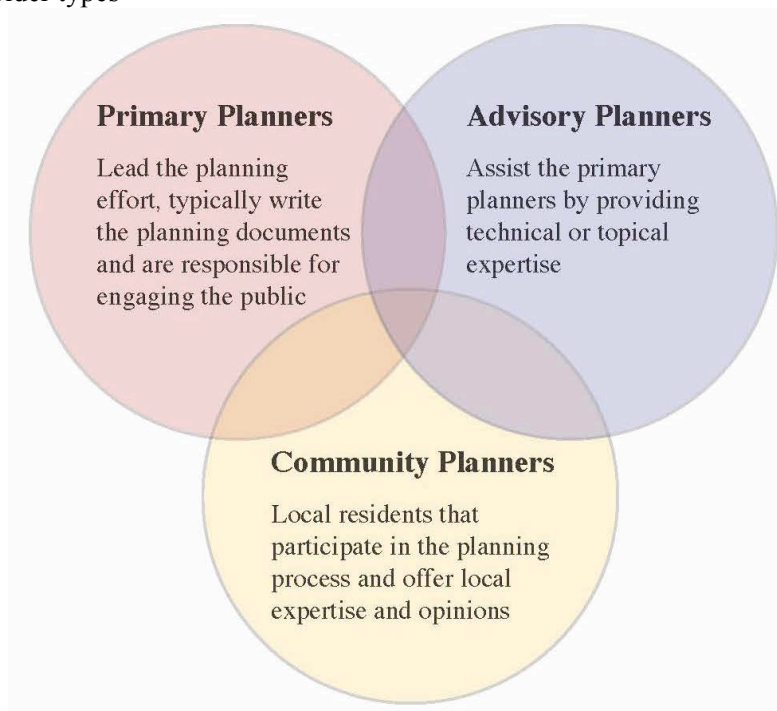 Primary Planners
Lead the planning
effort, typically write
the planning documents
and are responsible for
engaging the public
Advisory Planners
Assist the primary
planners by providing
technical or topical
expertise
Community Planners
Local residents that
participate in the planning
process and offer local
expertise and opinions